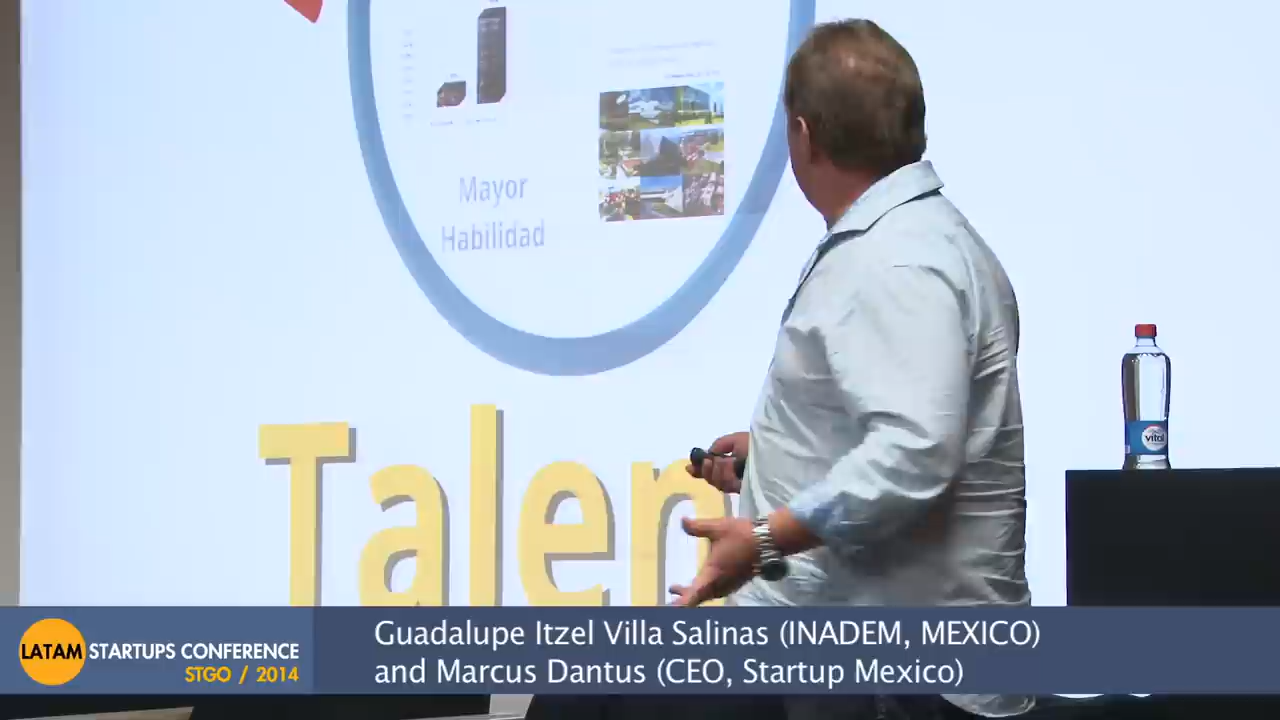 Mayor
Habilidad
Talen
vital
LATAM STARTUPS CONFERENCE
STGO / 2014
Guadalupe Itzel Villa Salinas (INADEM, MEXICO)
and Marcus Dantus (CEO, Startup Mexico)